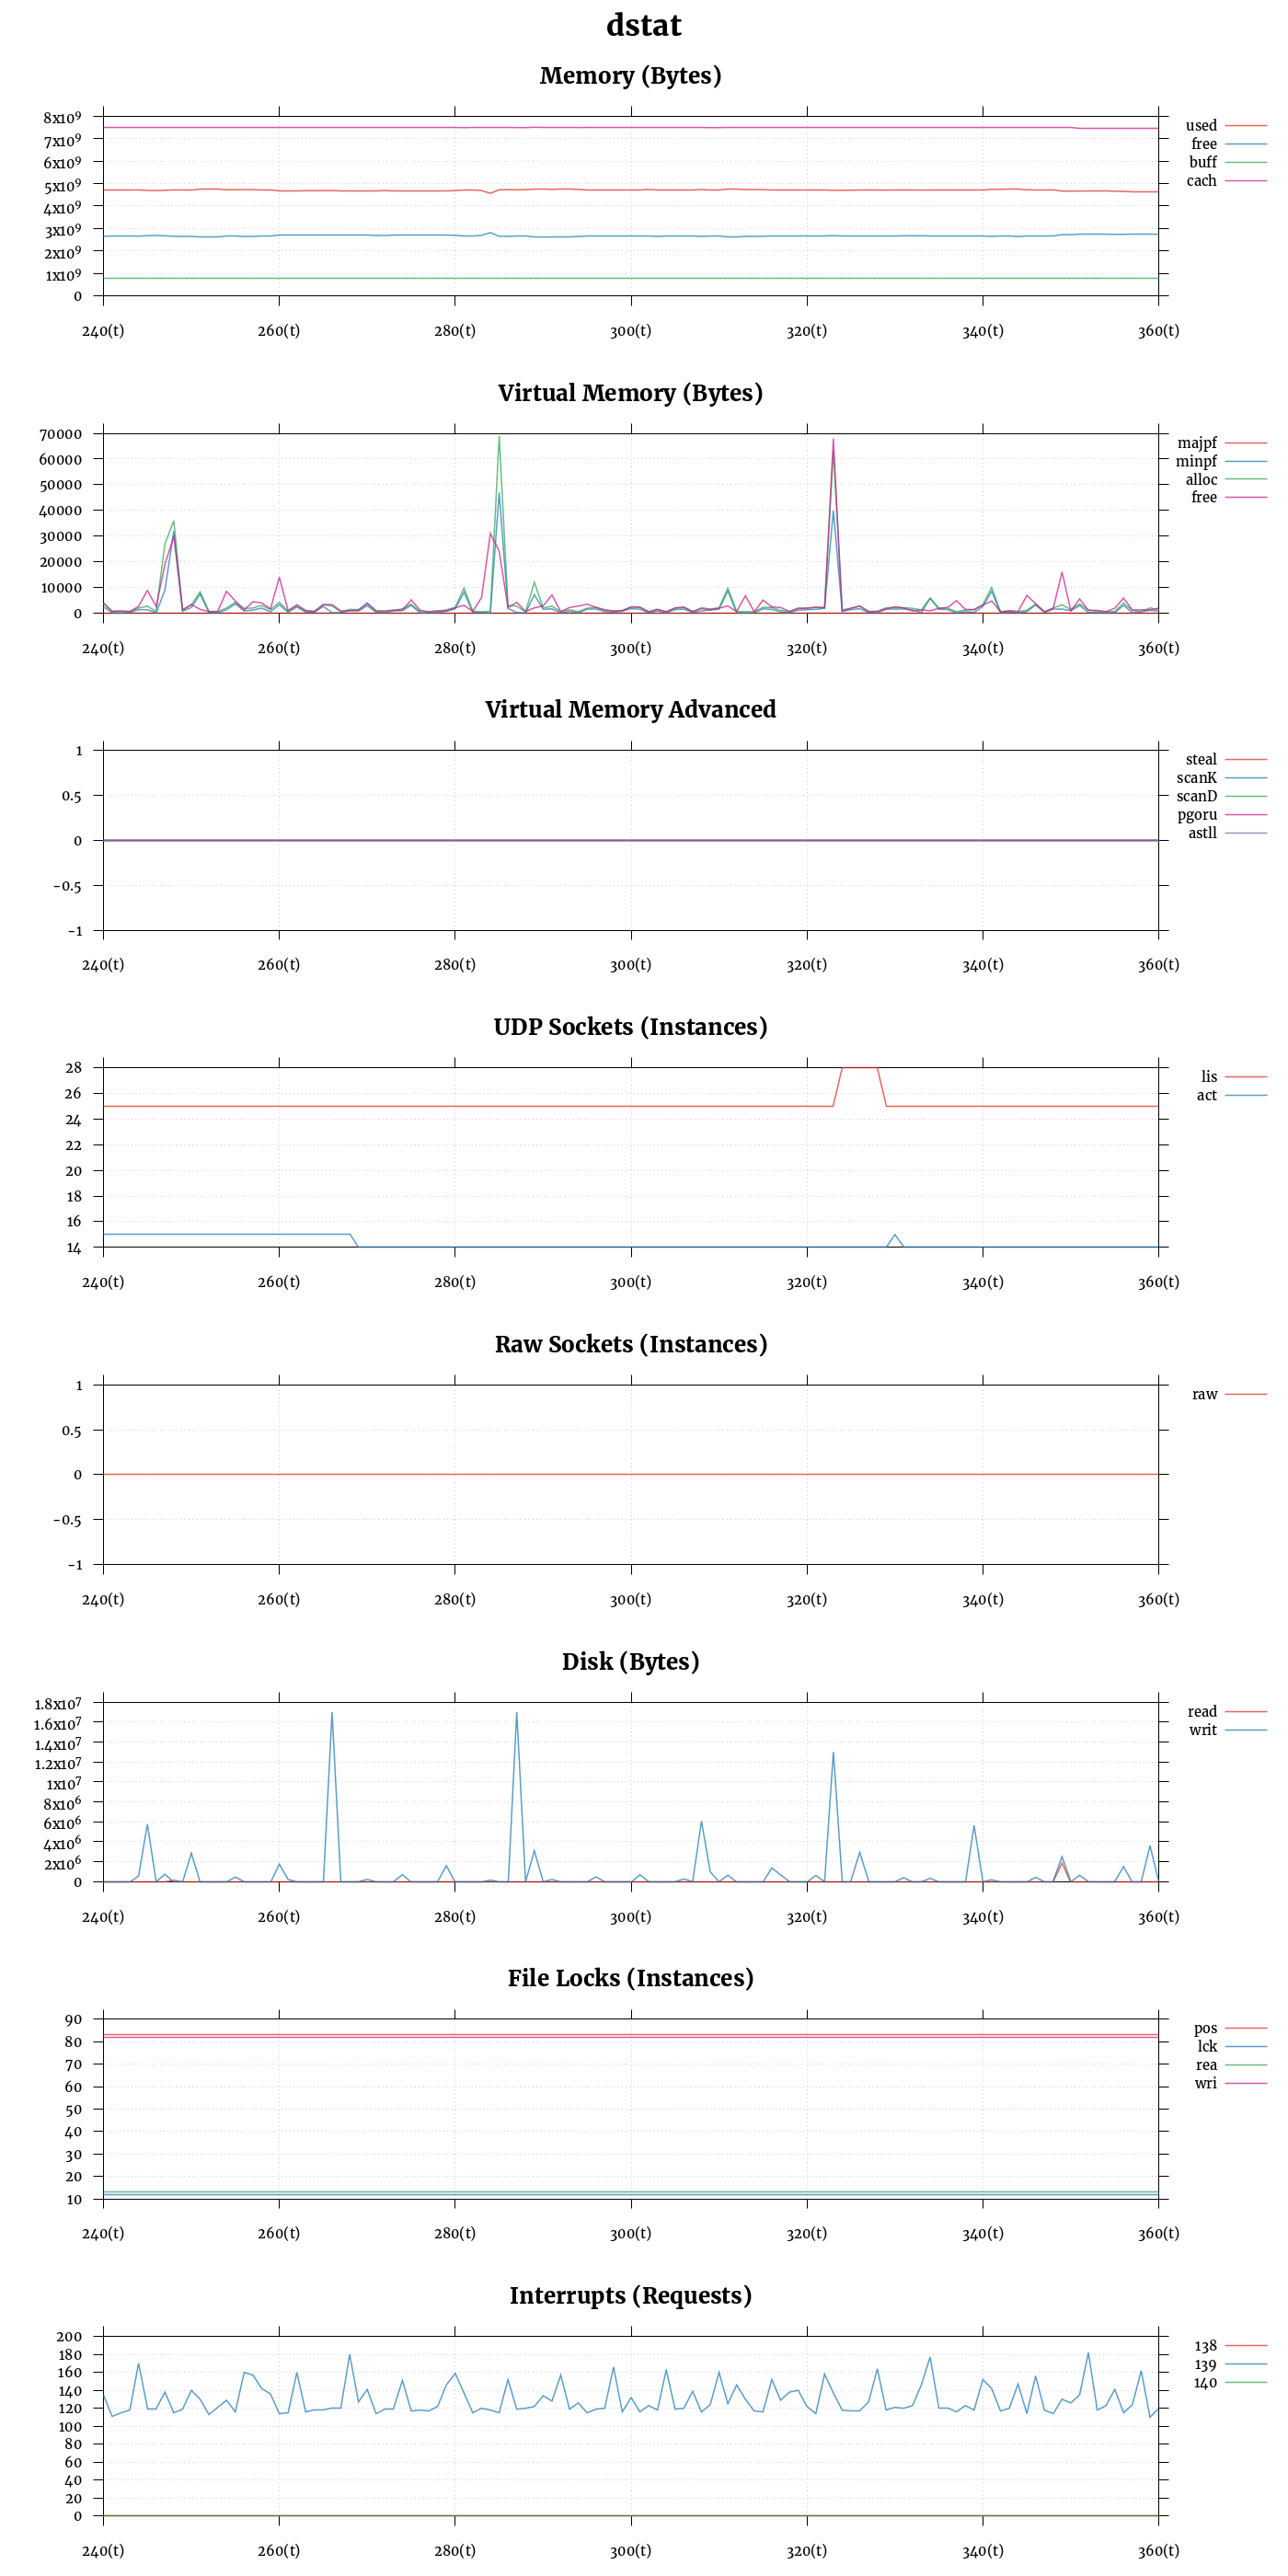 dstat
Memory (Bytes)
8x10⁹
7x10⁹
6x10⁹
5x10⁹
4x10⁹
3x10⁹
2x10⁹
1x10⁹
0
240(t) 260(t) 280(t) 300(t) 320(t) 340(t) 360(t)
used
free
buff
cach
Virtual Memory (Bytes)
70000
60000
50000
40000
30000
20000
10000
0
240(t) 260(t) 280(t) 300(t) 320(t) 340(t) 360(t)
majpf
minpf
alloc
free
Virtual Memory Advanced
1
0.5
0
-0.5
-1
240(t) 260(t) 280(t) 300(t) 320(t) 340(t) 360(t)
steal
scanK
scanD
pgoru
astll
UDP Sockets (Instances)
28
26
24
22
20
18
16
14
240(t) 260(t) 280(t) 300(t) 320(t) 340(t) 360(t)
lis
act
Raw Sockets (Instances)
1
0.5
0
-0.5
-1
240(t) 260(t) 280(t) 300(t) 320(t) 340(t) 360(t)
raw
Disk (Bytes)
1.8x10⁷
1.6x10⁷
1.4x10⁷
1.2x10⁷
1x10⁷
8x10⁶
6x10⁶
4x10⁶
2x10⁶
0
240(t) 260(t) 280(t) 300(t) 320(t) 340(t) 360(t)
read
writ
File Locks (Instances)
90
80
70
60
50
40
30
20
10
240(t) 260(t) 280(t) 300(t) 320(t) 340(t) 360(t)
pos
lck
rea
wri
Interrupts (Requests)
200
180
160
140
120
100
80
60
40
20
0
240(t) 260(t) 280(t) 300(t) 320(t) 340(t) 360(t)
138
139
140